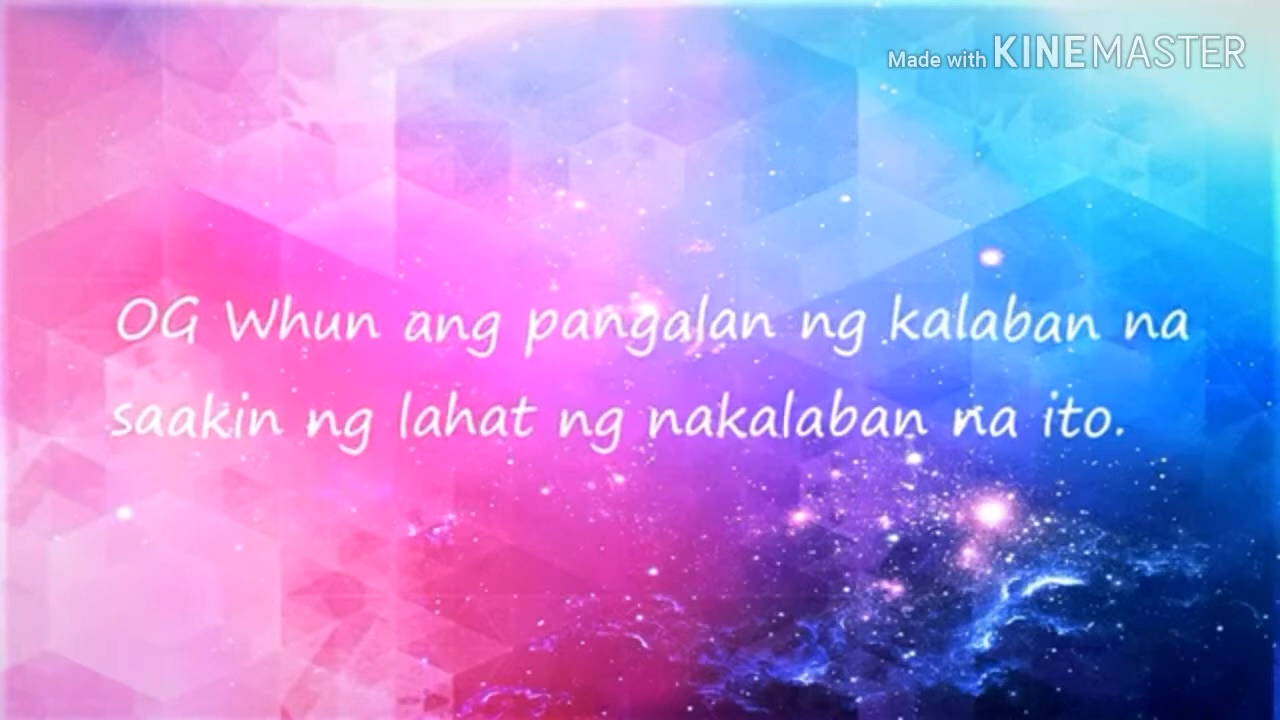 Made with KINEMASTER
OG Whun ang pangalan ng kalaban na
saakin ng lahat ng nakalaban na ito.